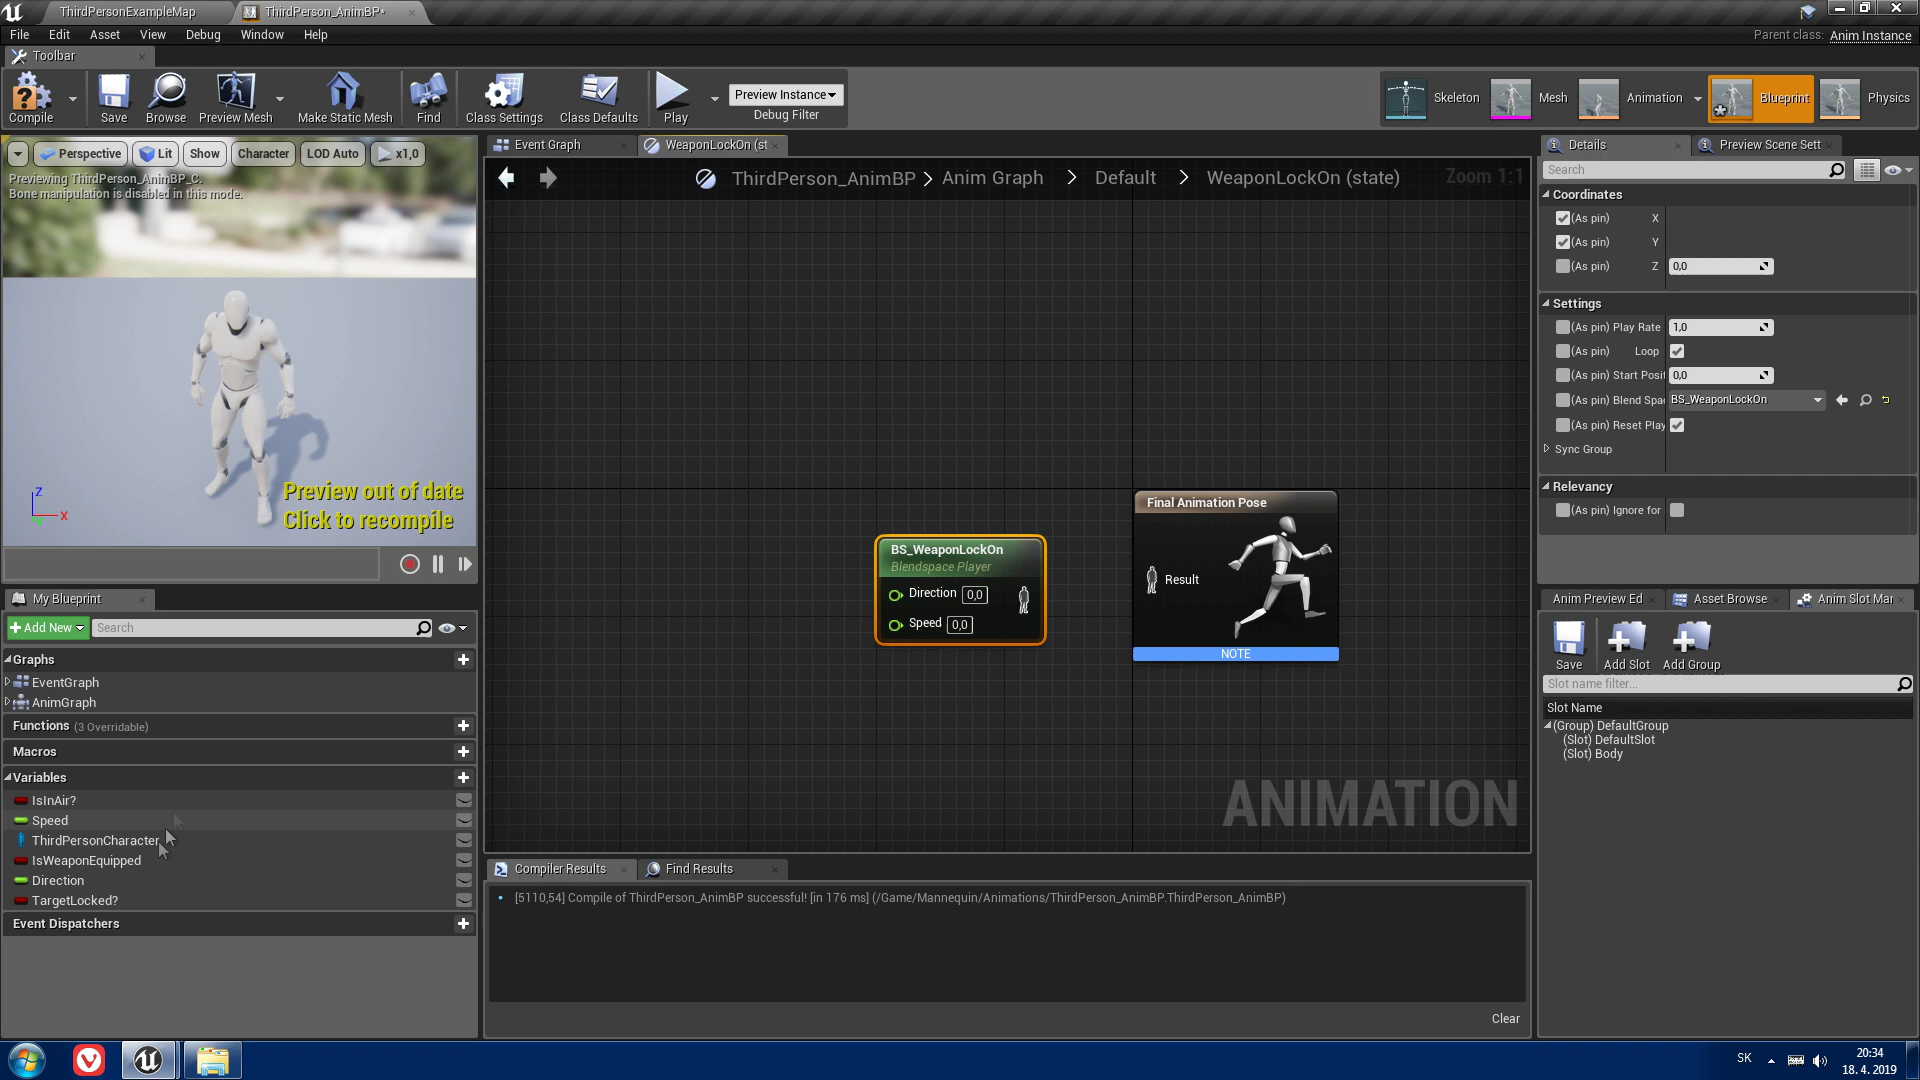 ThirdPersonExampleMap
ThirdPerson_AnimBP*
File Edit Asset View Debug Window Help
Parent class: Anim Instance
Toolbar
Compile Save Browse Preview Mesh Make Static Mesh Find Class Settings Class Defaults Play
Preview Instance
Debug Filter
Skeleton Mesh Animation Blueprint Physics
Perspective Lit Show Character LOD Auto x1,0
Previewing ThirdPerson_AnimBP_C.
Bone manipulation is disabled in this mode.
Z
X
Y
Preview out of date
Click to recompile
Event Graph
WeaponLockOn (st
ThirdPerson_AnimBP > Anim Graph > Default > WeaponLockOn (state)
Zoom 1:1
BS_WeaponLockOn
Blendspace Player
Direction 0,0
Speed 0,0
Final Animation Pose
Result
NOTE
ANIMATION
My Blueprint
Add New
Search
Graphs
EventGraph
AnimGraph
Functions (3 Overridable)
Macros
Variables
IsInAir?
Speed
ThirdPersonCharacter
IsWeaponEquipped
Direction
TargetLocked?
Event Dispatchers
Compiler Results
Find Results
[5110,54] Compile of ThirdPerson_AnimBP successful! [in 176 ms] (/Game/Mannequin/Animations/ThirdPerson_AnimBP.ThirdPerson_AnimBP)
Clear
Details
Preview Scene Sett
Search
Coordinates
(As pin) X
(As pin) Y
(As pin) Z 0,0
Settings
(As pin) Play Rate 1,0
(As pin) Loop
(As pin) Start Posit 0,0
(As pin) Blend Spa BS_WeaponLockOn
(As pin) Reset Play
Sync Group
Relevancy
(As pin) Ignore for
Anim Preview Ed
Asset Browse
Anim Slot Mar
Save Add Slot Add Group
Slot name filter...
Slot Name
(Group) DefaultGroup
(Slot) DefaultSlot
(Slot) Body
SK
20:34
18. 4. 2019